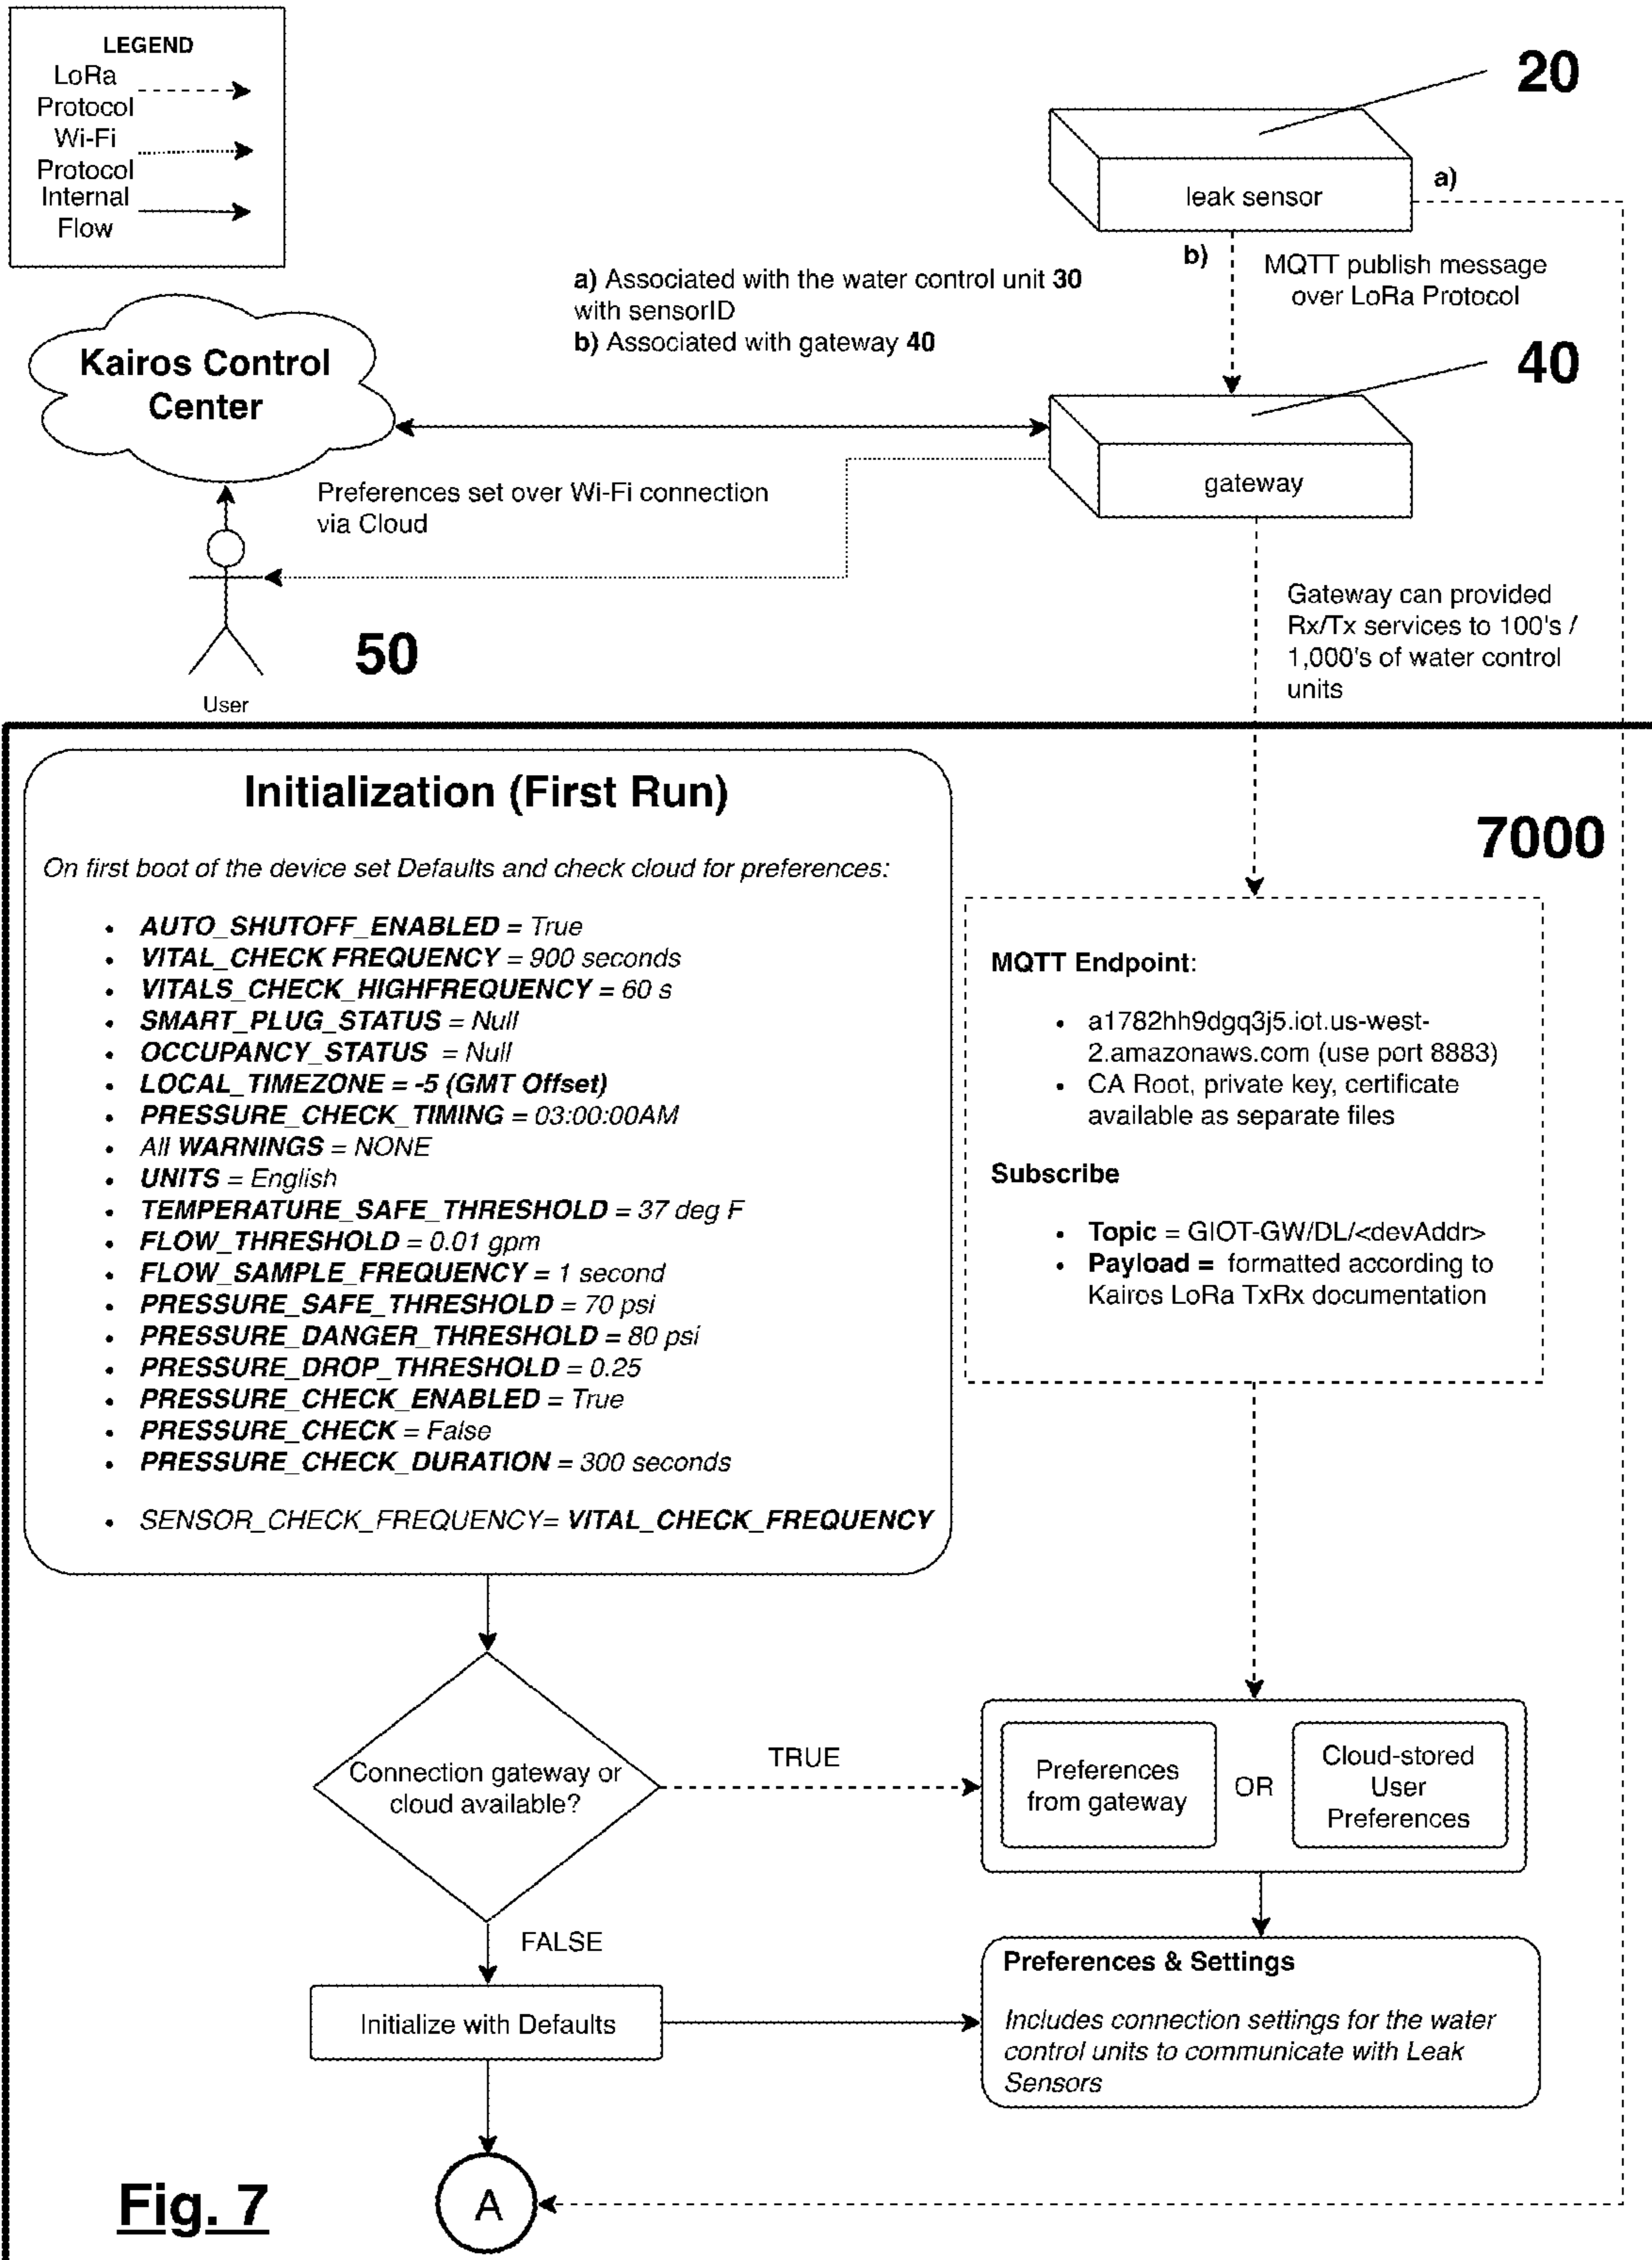 LEGEND
LoRa
Protocol
Wi-Fi
Protocol
Internal
Flow
20
leak sensor
a)
b)
MQTT publish message
over LoRa Protocol
a) Associated with the water control unit 30
with sensorID
b) Associated with gateway 40
Kairos Control
Center
40
gateway
Preferences set over Wi-Fi connection
via Cloud
50
User
Gateway can provided
Rx/Tx services to 100's /
1,000's of water control
units
Initialization (First Run)
On first boot of the device set Defaults and check cloud for preferences:
• AUTO_SHUTOFF_ENABLED = True
• VITAL_CHECK FREQUENCY = 900 seconds
• VITALS_CHECK_HIGHFREQUENCY = 60 s
• SMART_PLUG_STATUS = Null
• OCCUPANCY_STATUS = Null
• LOCAL_TIMEZONE = -5 (GMT Offset)
• PRESSURE_CHECK_TIMING = 03:00:00AM
• All WARNINGS = NONE
• UNITS = English
• TEMPERATURE_SAFE_THRESHOLD = 37 deg F
• FLOW_THRESHOLD = 0.01 gpm
• FLOW_SAMPLE_FREQUENCY = 1 second
• PRESSURE_SAFE_THRESHOLD = 70 psi
• PRESSURE_DANGER_THRESHOLD = 80 psi
• PRESSURE_DROP_THRESHOLD = 0.25
• PRESSURE_CHECK_ENABLED = True
• PRESSURE_CHECK = False
• PRESSURE_CHECK_DURATION = 300 seconds
• SENSOR_CHECK_FREQUENCY= VITAL_CHECK_FREQUENCY
7000
MQTT Endpoint:
• a1782hh9dgq3j5.iot.us-west-
2.amazonaws.com (use port 8883)
• CA Root, private key, certificate
available as separate files
Subscribe
• Topic = GIOT-GW/DL/<devAddr>
• Payload = formatted according to
Kairos LoRa TxRx documentation
Connection gateway or
cloud available?
TRUE
Preferences
from gateway
OR
Cloud-stored
User
Preferences
FALSE
Initialize with Defaults
Preferences & Settings
Includes connection settings for the water
control units to communicate with Leak
Sensors
A
Fig. 7